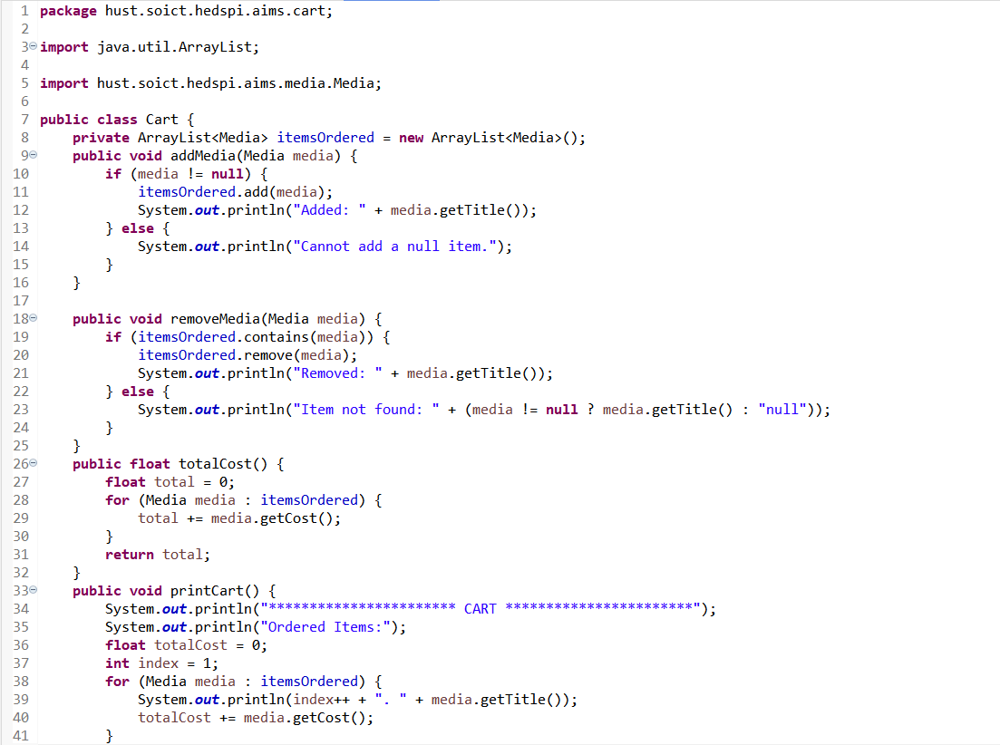 1 package hust.soict.hedspi.aims.cart;
2
3 import java.util.ArrayList;
4
5 import hust.soict.hedspi.aims.media.Media;
6
7 public class Cart {
8     private ArrayList<Media> itemsOrdered = new ArrayList<Media>();
9     public void addMedia(Media media) {
10         if (media != null) {
11             itemsOrdered.add(media);
12             System.out.println("Added: " + media.getTitle());
13         } else {
14             System.out.println("Cannot add a null item.");
15         }
16     }
17
18     public void removeMedia(Media media) {
19         if (itemsOrdered.contains(media)) {
20             itemsOrdered.remove(media);
21             System.out.println("Removed: " + media.getTitle());
22         } else {
23             System.out.println("Item not found: " + (media != null ? media.getTitle() : "null"));
24         }
25     }
26     public float totalCost() {
27         float total = 0;
28         for (Media media : itemsOrdered) {
29             total += media.getCost();
30         }
31         return total;
32     }
33     public void printCart() {
34         System.out.println("*********************** CART ***********************");
35         System.out.println("Ordered Items:");
36         float totalCost = 0;
37         int index = 1;
38         for (Media media : itemsOrdered) {
39             System.out.println(index++ + ". " + media.getTitle());
40             totalCost += media.getCost();
41         }